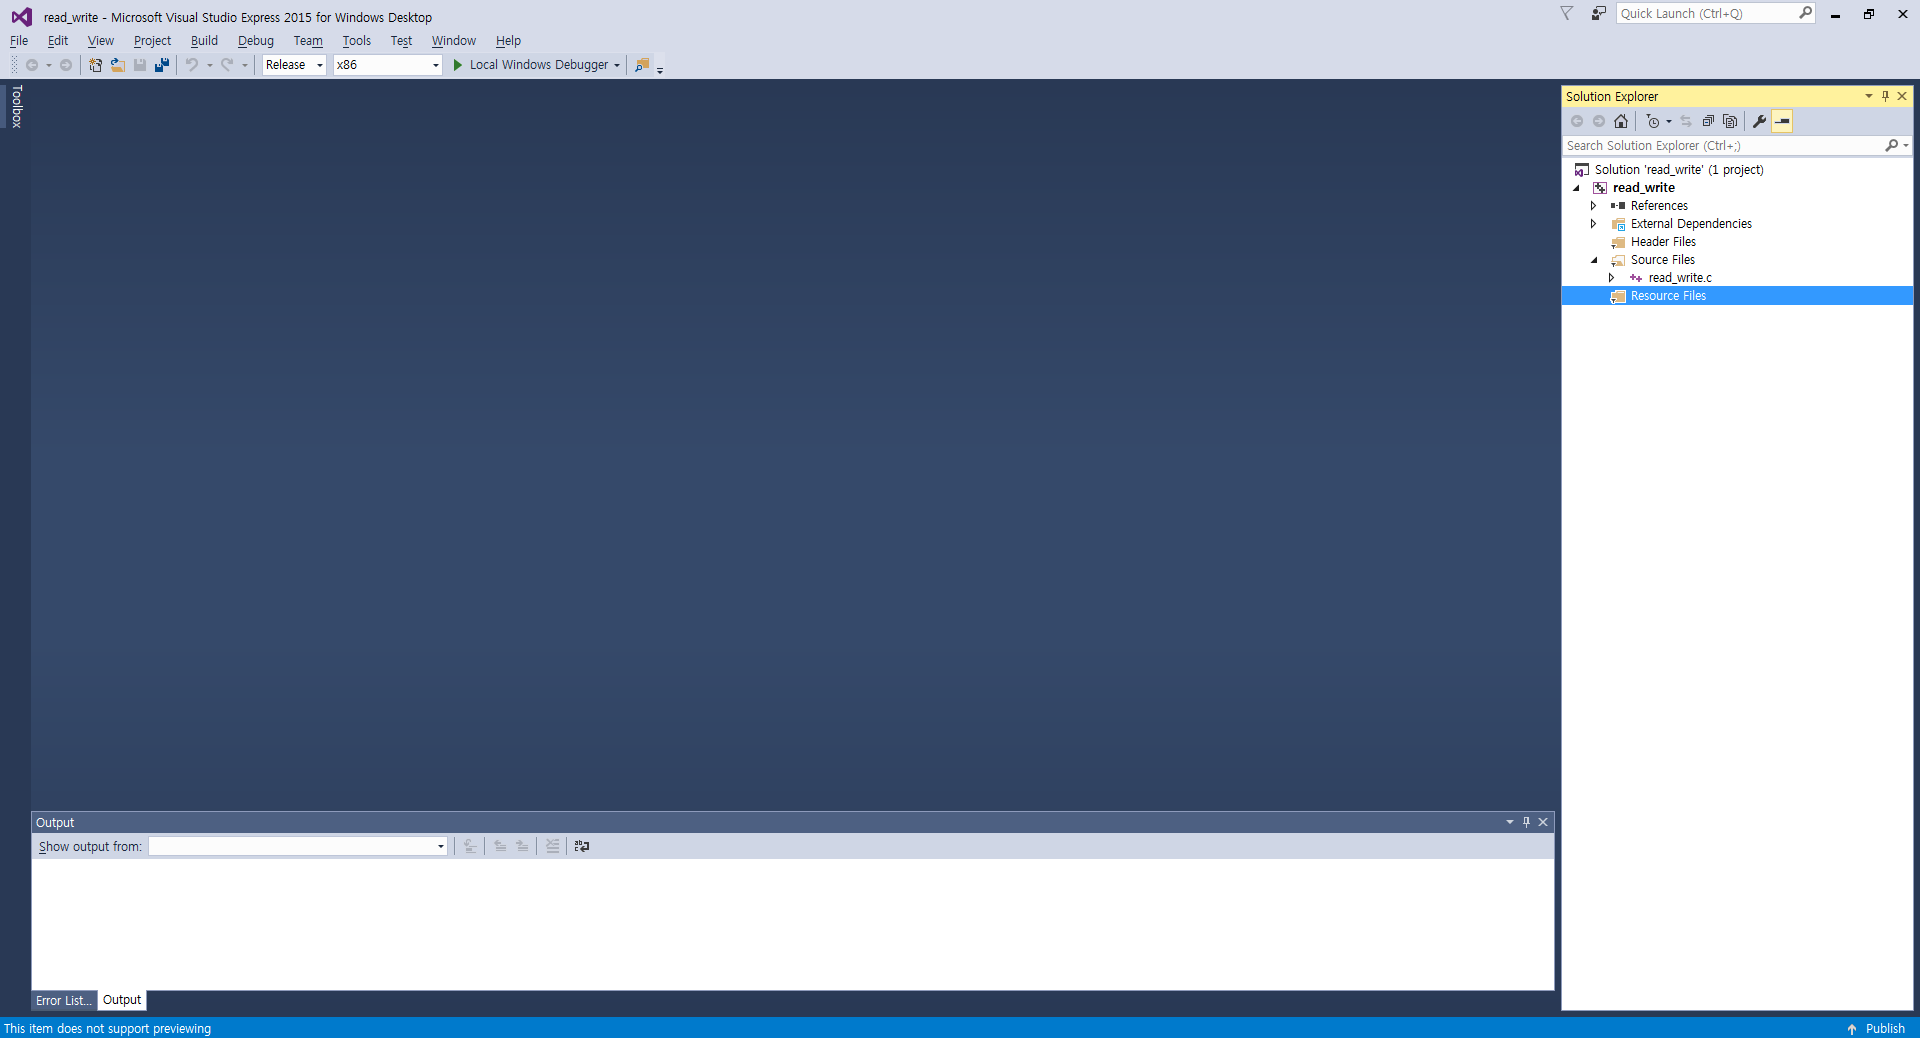 read_write - Microsoft Visual Studio Express 2015 for Windows Desktop
Quick Launch (Ctrl+Q)
File Edit View Project Build Debug Team Tools Test Window Help
Release x86 Local Windows Debugger
Toolbox
Solution Explorer
Search Solution Explorer (Ctrl+;)
Solution 'read_write' (1 project)
read_write
References
External Dependencies
Header Files
Source Files
read_write.c
Resource Files
Output
Show output from:
Error List... Output
This item does not support previewing
Publish